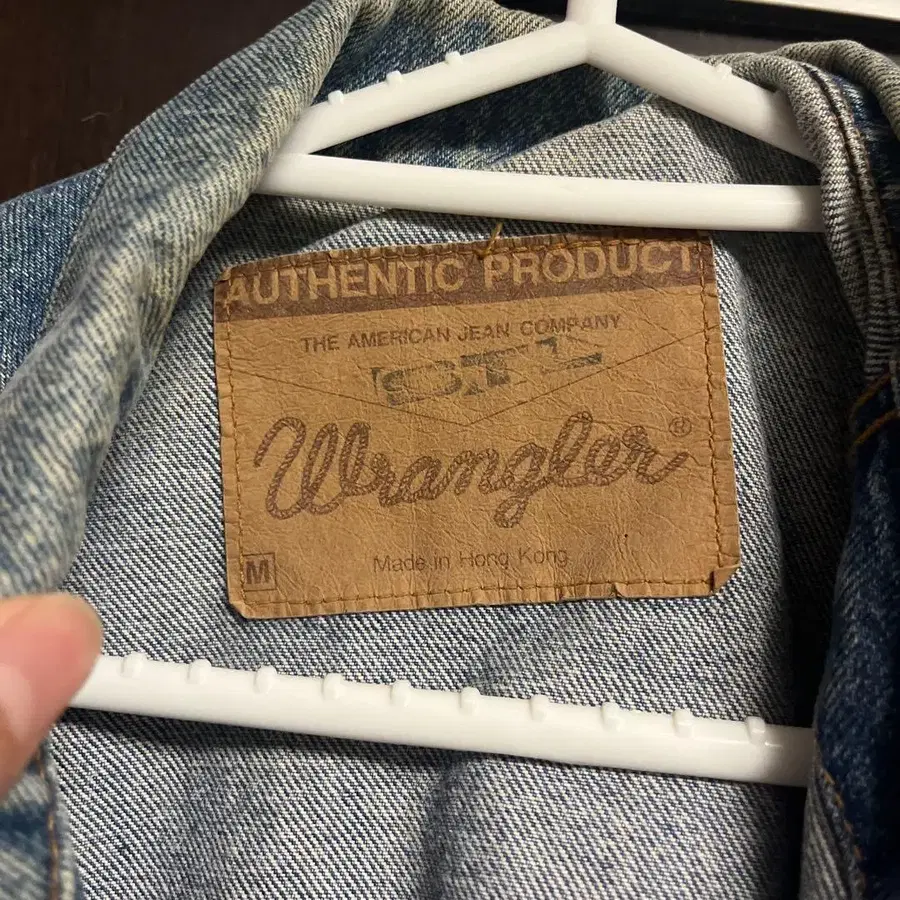 AUTHENTIC PRODUCT
THE AMERICAN JEAN COMPANY
Wrangler®
Made in Hong Kong
M